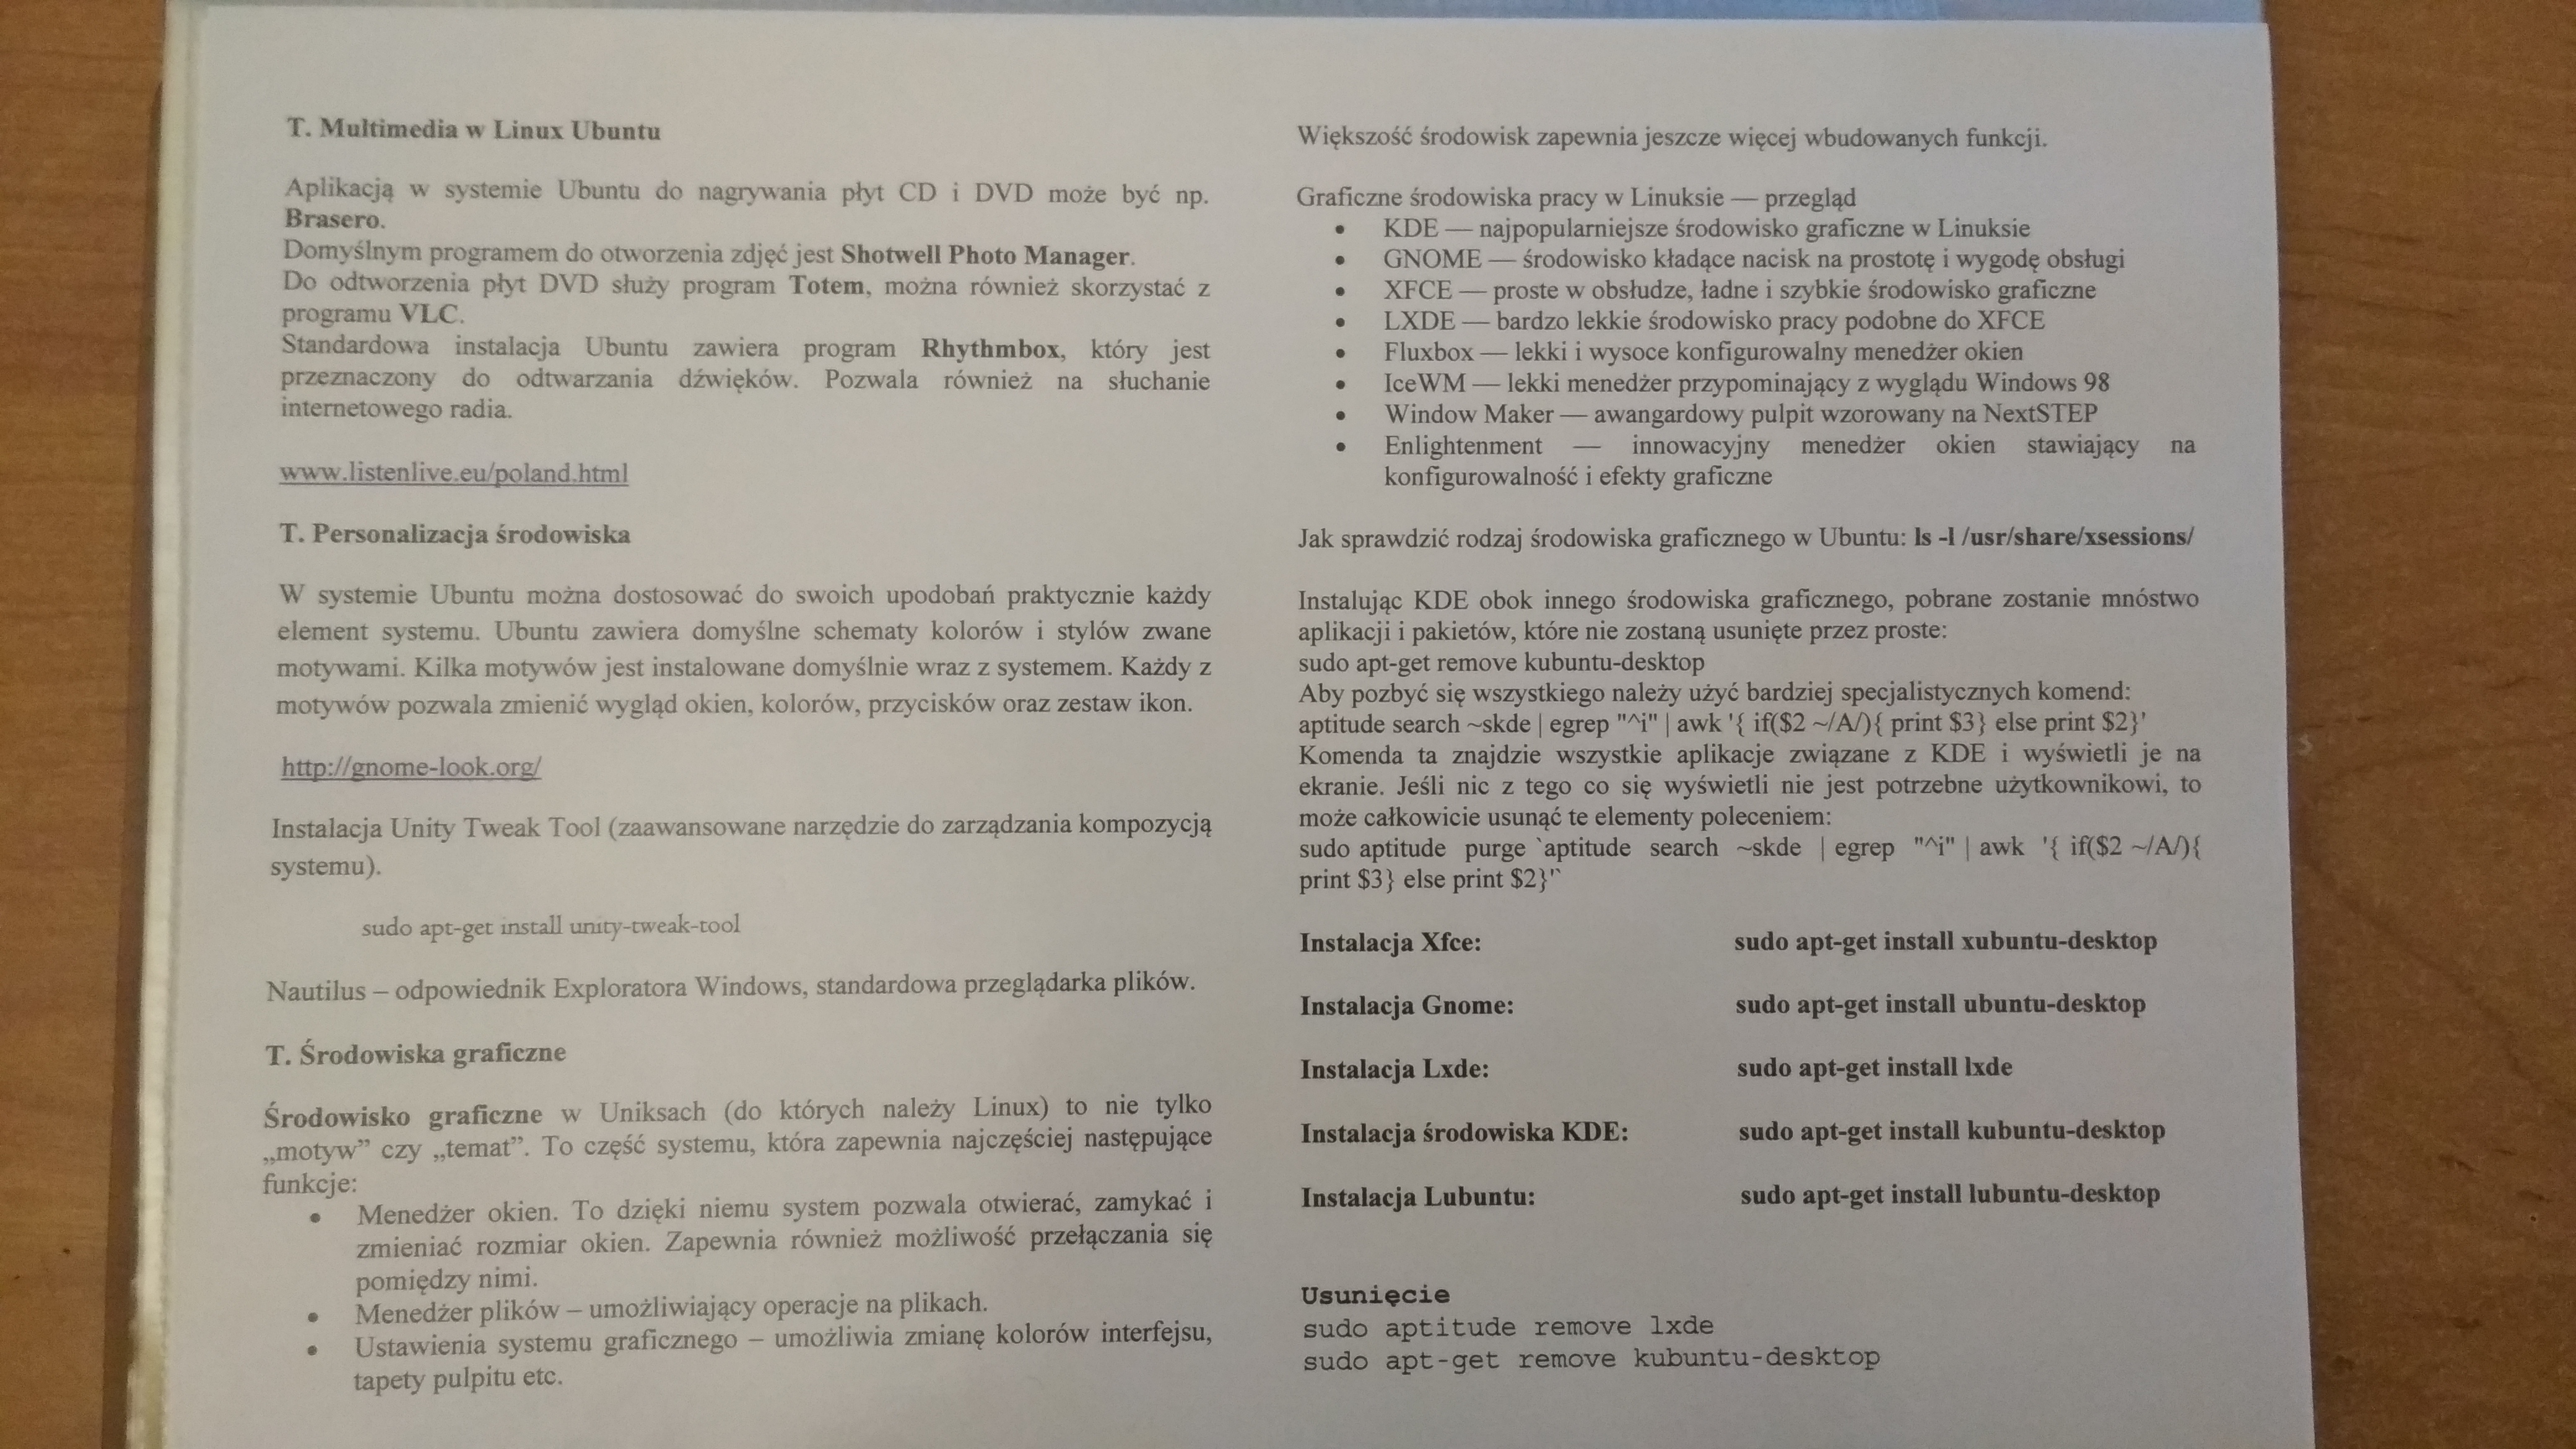 T. Multimedia w Linux Ubuntu
Aplikacją w systemie Ubuntu do nagrywania płyt CD i DVD może być np.
Brasero.
Domyślnym programem do otworzenia zdjęć jest Shotwell Photo Manager.
Do odtworzenia płyt DVD służy program Totem, można również skorzystać z
programu VLC.
Standardowa instalacja Ubuntu zawiera program Rhythmbox, który jest
przeznaczony do odtwarzania dźwięków. Pozwala również na słuchanie
internetowego radia.
www.listenlive.eu/poland.html
T. Personalizacja środowiska
W systemie Ubuntu można dostosować do swoich upodobań praktycznie każdy
element systemu. Ubuntu zawiera domyślne schematy kolorów i stylów zwane
motywami. Kilka motywów jest instalowane domyślnie wraz z systemem. Każdy z
motywów pozwala zmienić wygląd okien, kolorów, przycisków oraz zestaw ikon.
http://gnome-look.org/
Instalacja Unity Tweak Tool (zaawansowane narzędzie do zarządzania kompozycją
systemu).
sudo apt-get install unity-tweak-tool
Nautilus – odpowiednik Exploratora Windows, standardowa przeglądarka plików.
T. Środowiska graficzne
Środowisko graficzne w Uniksach (do których należy Linux) to nie tylko
„motyw” czy „temat”. To część systemu, która zapewnia najczęściej następujące
funkcje:
• Menedżer okien. To dzięki niemu system pozwala otwierać, zamykać i
zmieniać rozmiar okien. Zapewnia również możliwość przełączania się
pomiędzy nimi.
• Menedżer plików – umożliwiający operacje na plikach.
• Ustawienia systemu graficznego – umożliwia zmianę kolorów interfejsu,
tapety pulpitu etc.
Większość środowisk zapewnia jeszcze więcej wbudowanych funkcji.
Graficzne środowiska pracy w Linuksie — przegląd
• KDE — najpopularniejsze środowisko graficzne w Linuksie
• GNOME — środowisko kładące nacisk na prostotę i wygodę obsługi
• XFCE — proste w obsłudze, ładne i szybkie środowisko graficzne
• LXDE — bardzo lekkie środowisko pracy podobne do XFCE
• Fluxbox — lekki i wysoce konfigurowalny menedżer okien
• IceWM — lekki menedżer przypominający z wyglądu Windows 98
• Window Maker — awangardowy pulpit wzorowany na NextSTEP
• Enlightenment — innowacyjny menedżer okien stawiający na
konfigurowalność i efekty graficzne
Jak sprawdzić rodzaj środowiska graficznego w Ubuntu: ls -l /usr/share/xsessions/
Instalując KDE obok innego środowiska graficznego, pobrane zostanie mnóstwo
aplikacji i pakietów, które nie zostaną usunięte przez proste:
sudo apt-get remove kubuntu-desktop
Aby pozbyć się wszystkiego należy użyć bardziej specjalistycznych komend:
aptitude search ~skde | egrep "^i" | awk '{ if($2 ~/A/){ print $3} else print $2}'
Komenda ta znajdzie wszystkie aplikacje związane z KDE i wyświetli je na
ekranie. Jeśli nic z tego co się wyświetli nie jest potrzebne użytkownikowi, to
może całkowicie usunąć te elementy poleceniem:
sudo aptitude purge `aptitude search ~skde | egrep "^i" | awk '{ if($2 ~/A/){
print $3} else print $2}'`
Instalacja Xfce: sudo apt-get install xubuntu-desktop
Instalacja Gnome: sudo apt-get install ubuntu-desktop
Instalacja Lxde: sudo apt-get install lxde
Instalacja środowiska KDE: sudo apt-get install kubuntu-desktop
Instalacja Lubuntu: sudo apt-get install lubuntu-desktop
Usunięcie
sudo aptitude remove lxde
sudo apt-get remove kubuntu-desktop